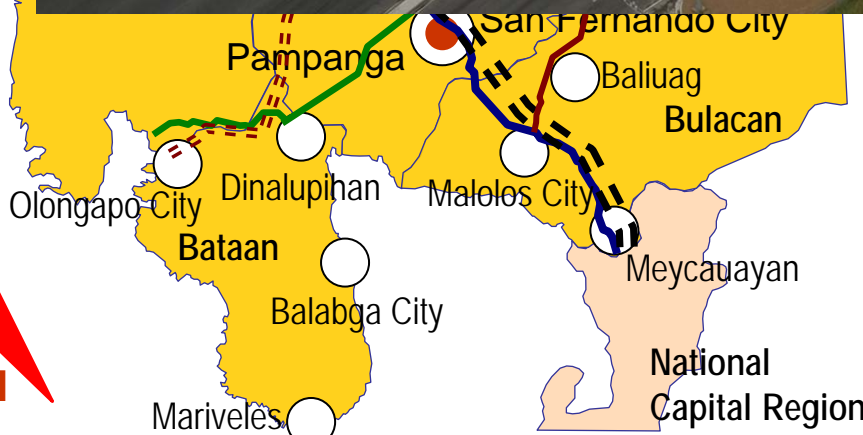 San Fernando City
Pampanga
Baliuag
Bulacan
Dinalupihan
Malolos City
Olongapo City
Bataan
Meycauayan
Balabga City
National
Capital Region
Mariveles